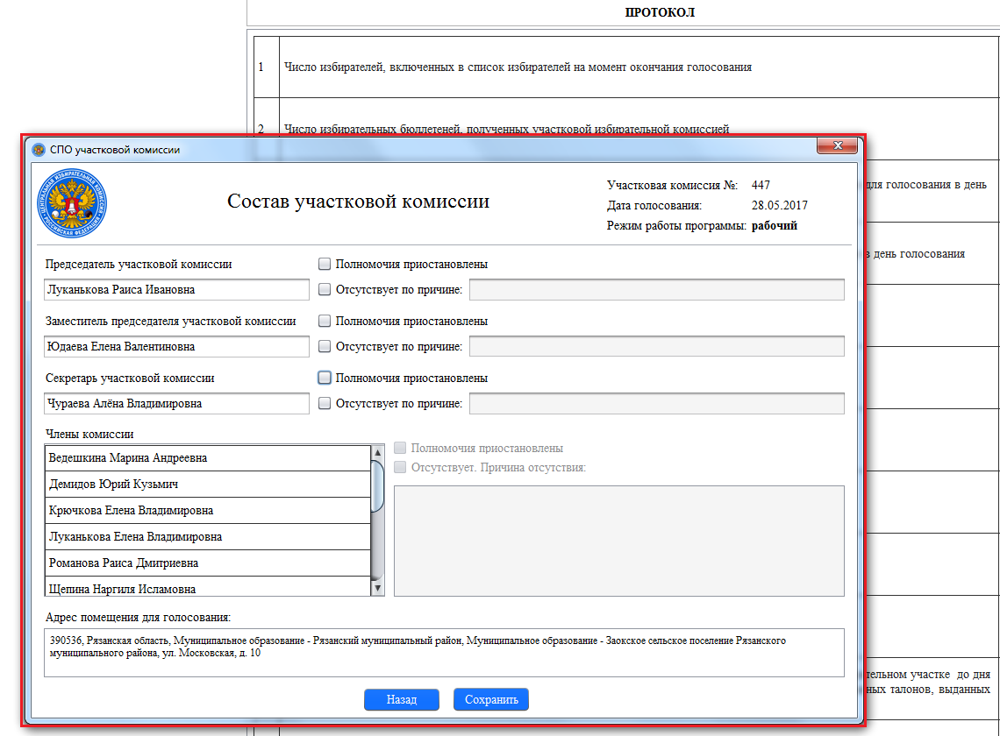 ПРОТОКОЛ
1 Число избирателей, включенных в список избирателей на момент окончания голосования
2 Число избирательных бюллетеней, полученных участковой избирательной комиссией
для голосования в день
в день голосования
СПО участковой комиссии
ЦЕНТРАЛЬНАЯ ИЗБИРАТЕЛЬНАЯ КОМИССИЯ
РОССИЙСКАЯ ФЕДЕРАЦИЯ
Состав участковой комиссии
Участковая комиссия №: 447
Дата голосования: 28.05.2017
Режим работы программы: рабочий
Председатель участковой комиссии Полномочия приостановлены
Луканькова Раиса Ивановна Отсутствует по причине:
Заместитель председателя участковой комиссии Полномочия приостановлены
Юдаева Елена Валентиновна Отсутствует по причине:
Секретарь участковой комиссии Полномочия приостановлены
Чураева Алёна Владимировна Отсутствует по причине:
Члены комиссии
Полномочия приостановлены
Отсутствует. Причина отсутствия:
Ведешкина Марина Андреевна
Демидов Юрий Кузьмич
Крючкова Елена Владимировна
Луканькова Елена Владимировна
Романова Раиса Дмитриевна
Щепина Наргиля Исламовна
Адрес помещения для голосования:
390536, Рязанская область, Муниципальное образование - Рязанский муниципальный район, Муниципальное образование - Заокское сельское поселение Рязанского
муниципального района, ул. Московская, д. 10
Назад Сохранить
тельном участке до дня
ных талонов, выданных